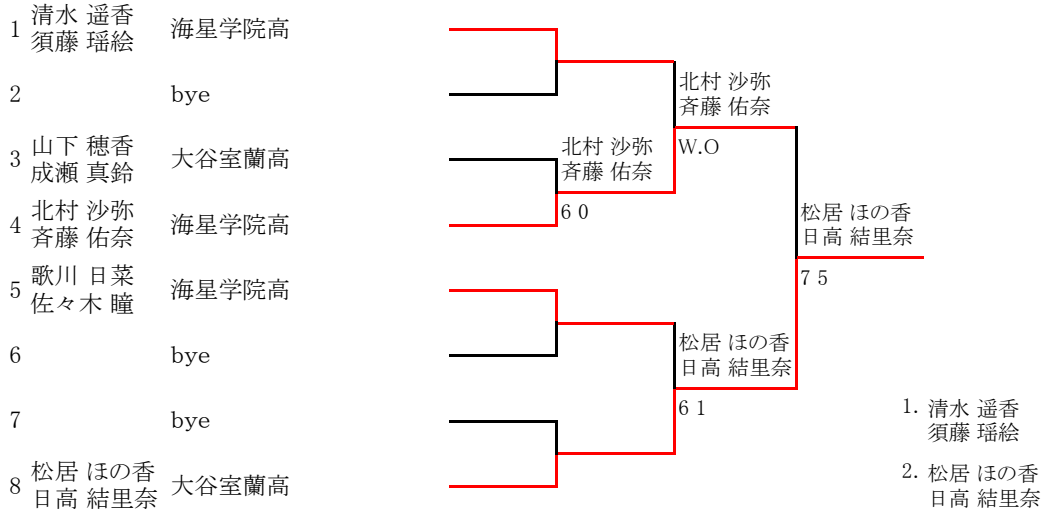 1 清水 遥香 海星学院高
須藤 瑶絵
2 bye
3 山下 穂香 大谷室蘭高
成瀬 真鈴
4 北村 沙弥 海星学院高
斉藤 佑奈
5 歌川 日菜 海星学院高
佐々木 瞳
6 bye
7 bye
8 松居 ほの香 大谷室蘭高
日高 結里奈
北村 沙弥
斉藤 佑奈
6 0
北村 沙弥
斉藤 佑奈
W.O
松居 ほの香
日高 結里奈
6 1
松居 ほの香
日高 結里奈
7 5
1. 清水 遥香
須藤 瑶絵
2. 松居 ほの香
日高 結里奈